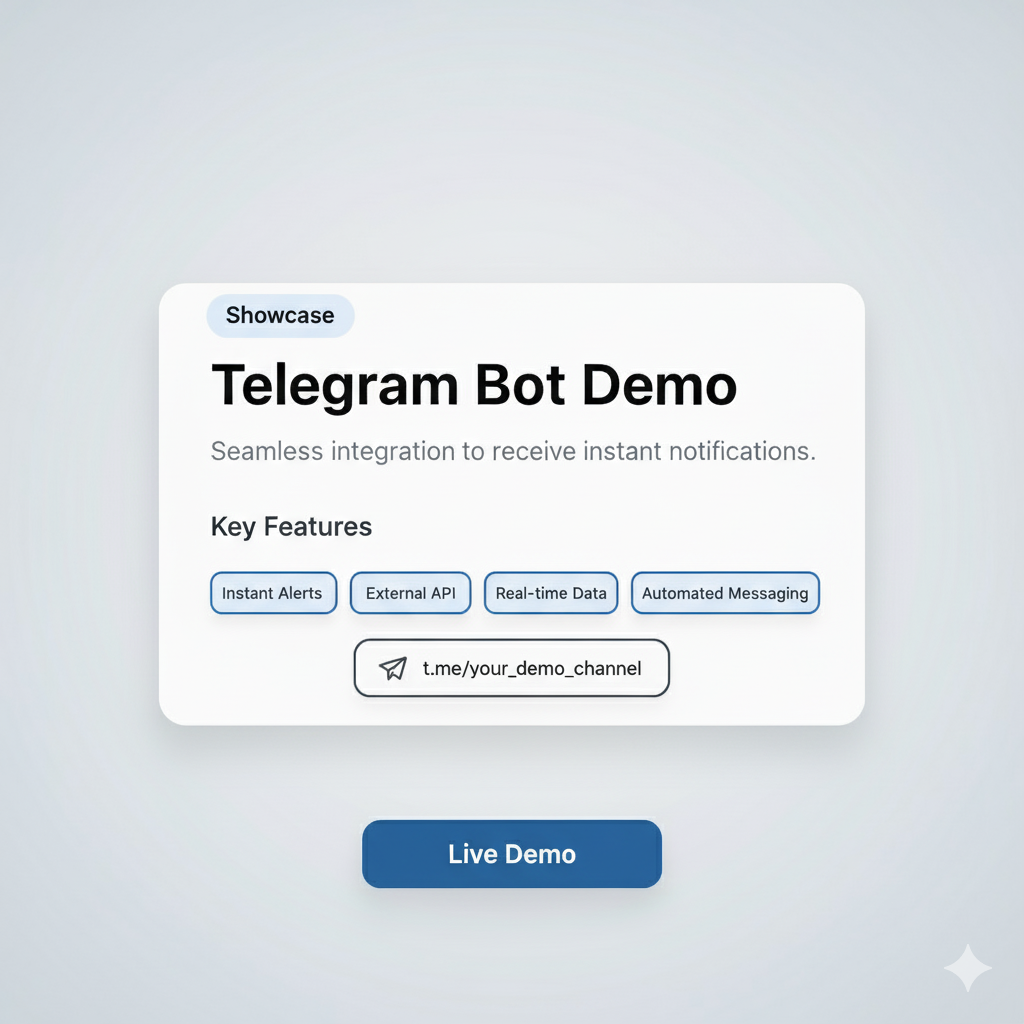 Showcase
Telegram Bot Demo
Seamless integration to receive instant notifications.
Key Features
Instant Alerts External API Real-time Data Automated Messaging
t.me/your_demo_channel
Live Demo